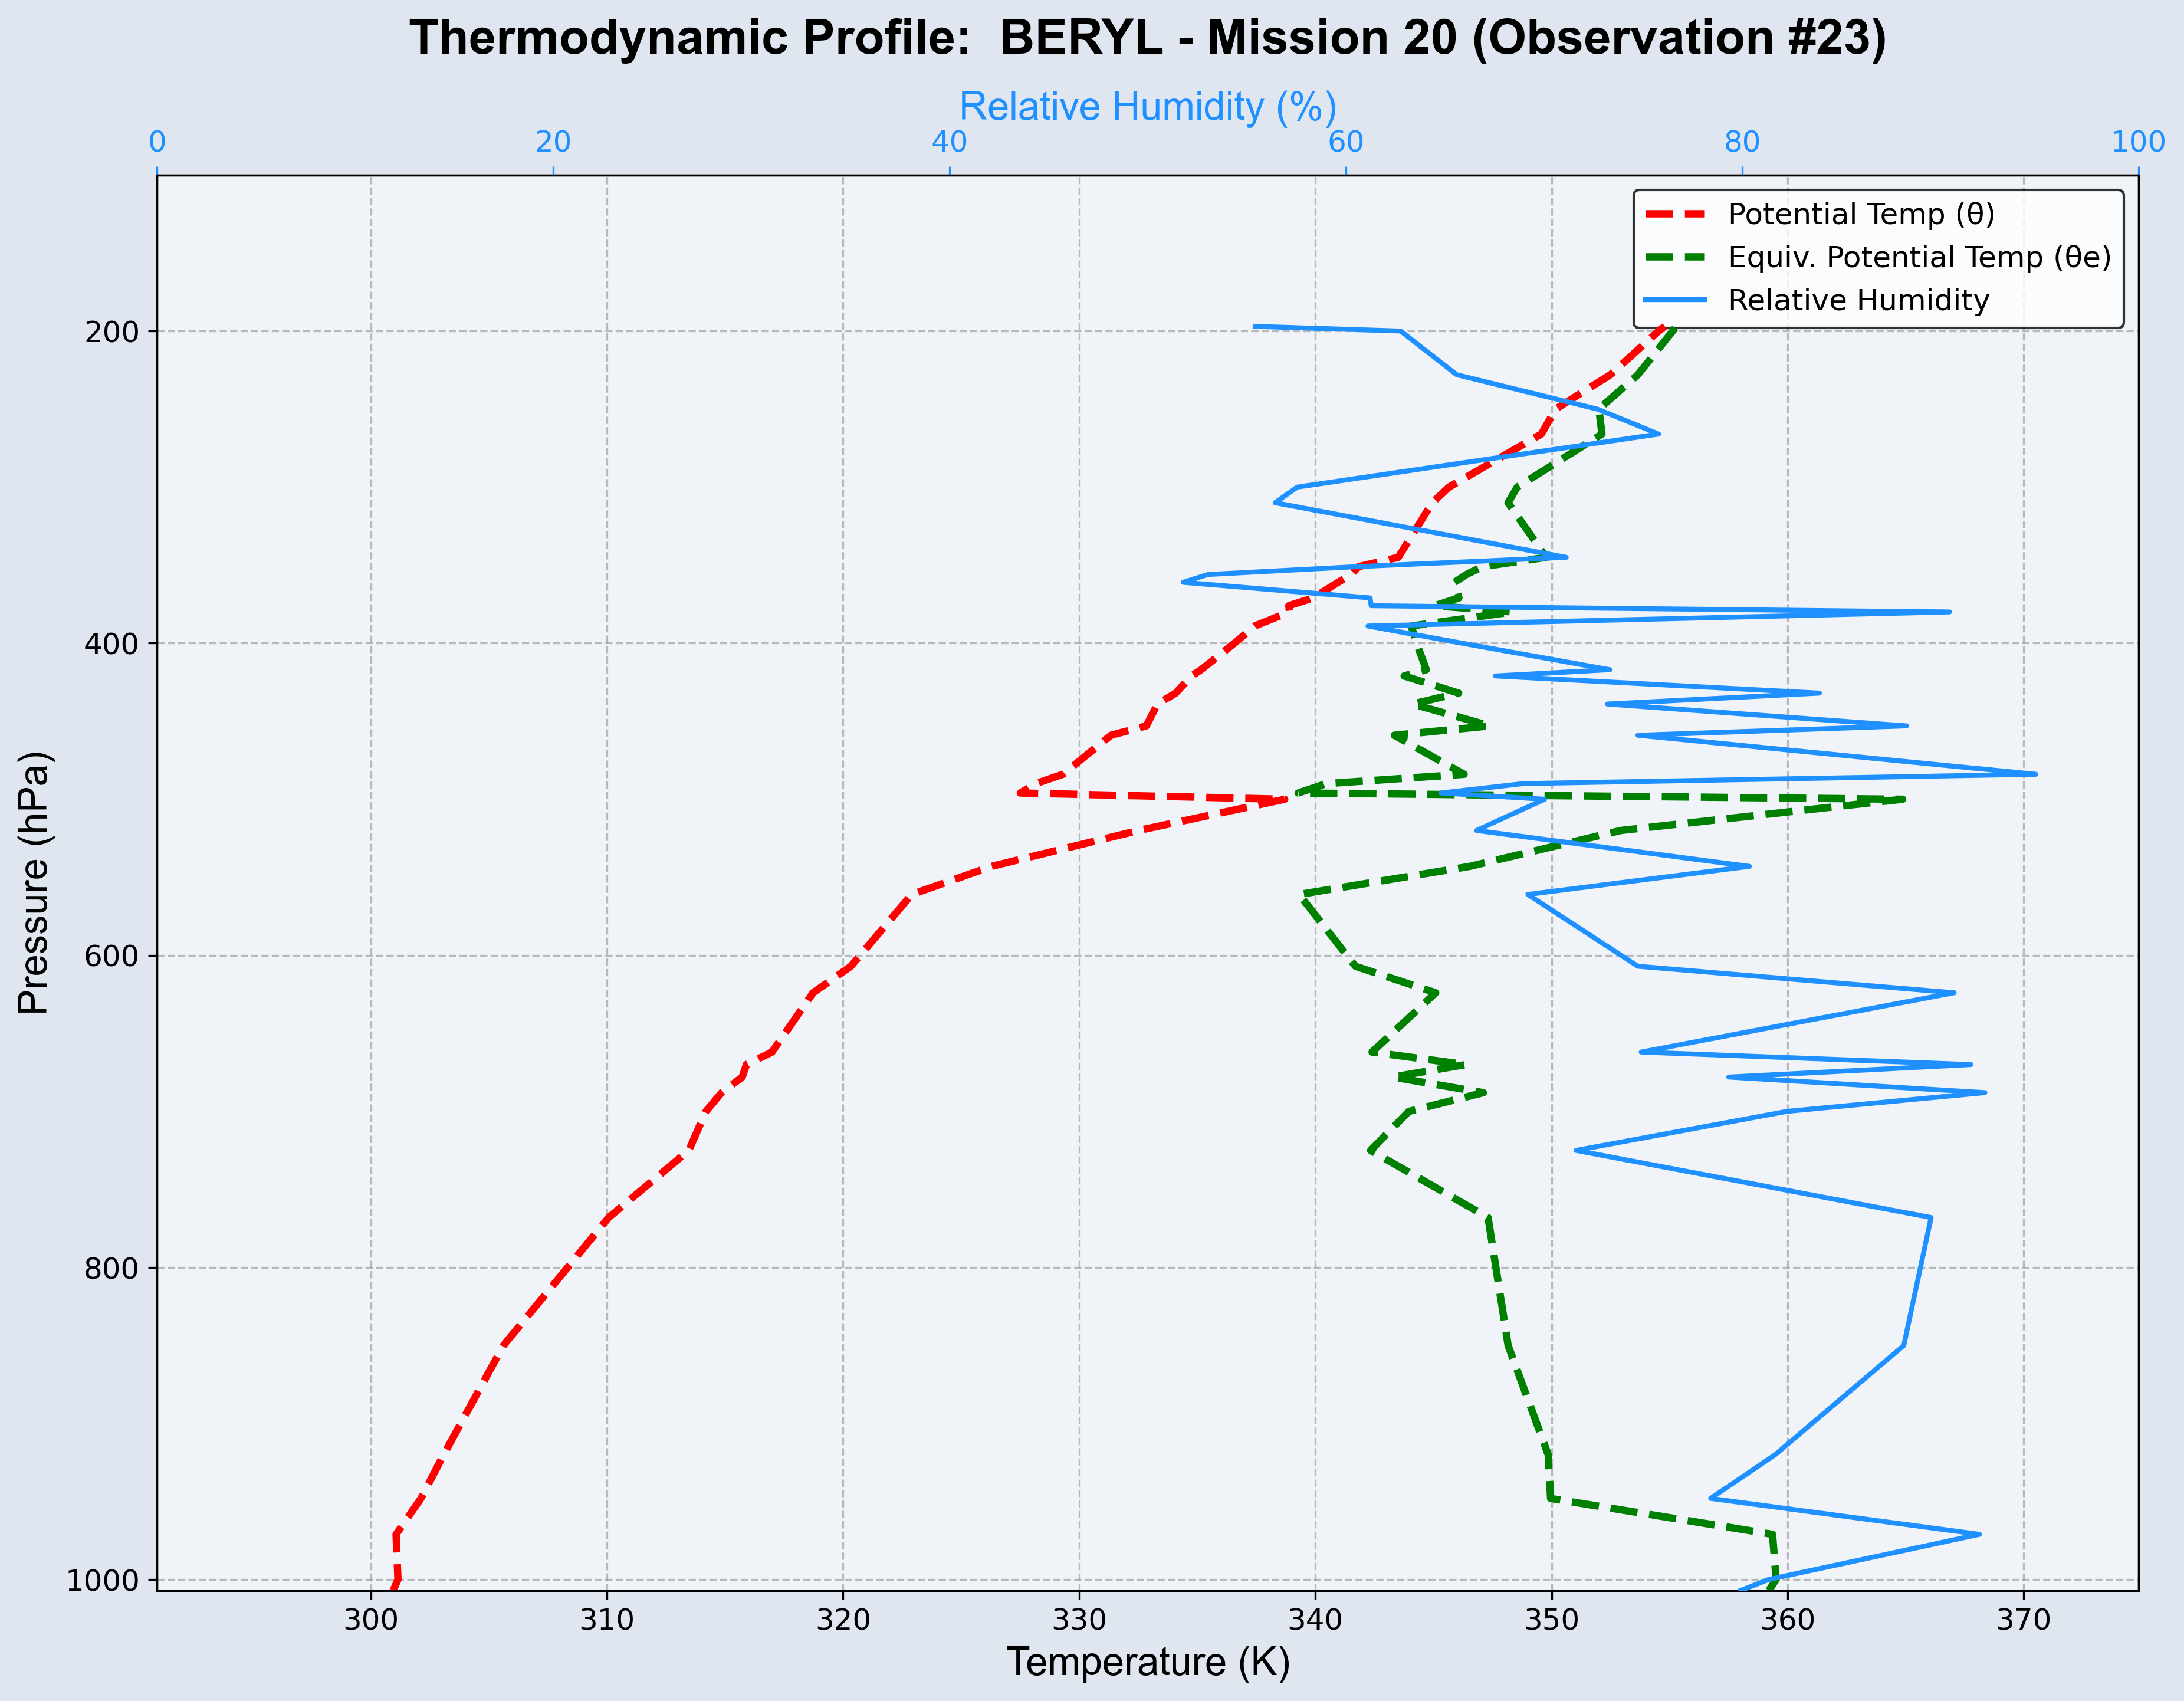 Thermodynamic Profile:  BERYL - Mission 20 (Observation #23)
Relative Humidity (%)
0 20 40 60 80 100
Potential Temp (θ)
Equiv. Potential Temp (θe)
Relative Humidity
200
400
600
800
1000
Pressure (hPa)
300 310 320 330 340 350 360 370
Temperature (K)